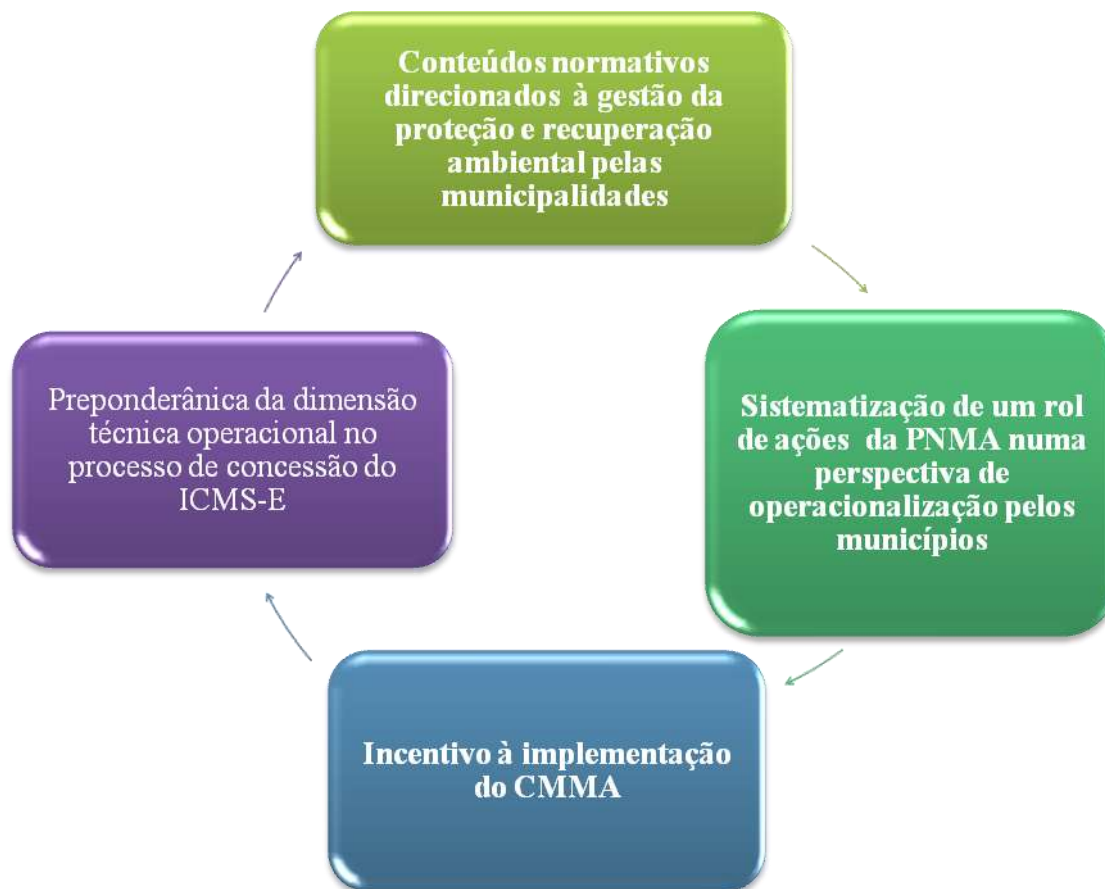 Conteúdos normativos
direcionados à gestão da
proteção e recuperação
ambiental pelas
municipalidades
Sistematização de um rol
de ações da PNMA numa
perspectiva de
operacionalização pelos
municípios
Incentivo à implementação
do CMMA
Preponderânica da dimensão
técnica operacional no
processo de concessão do
ICMS-E